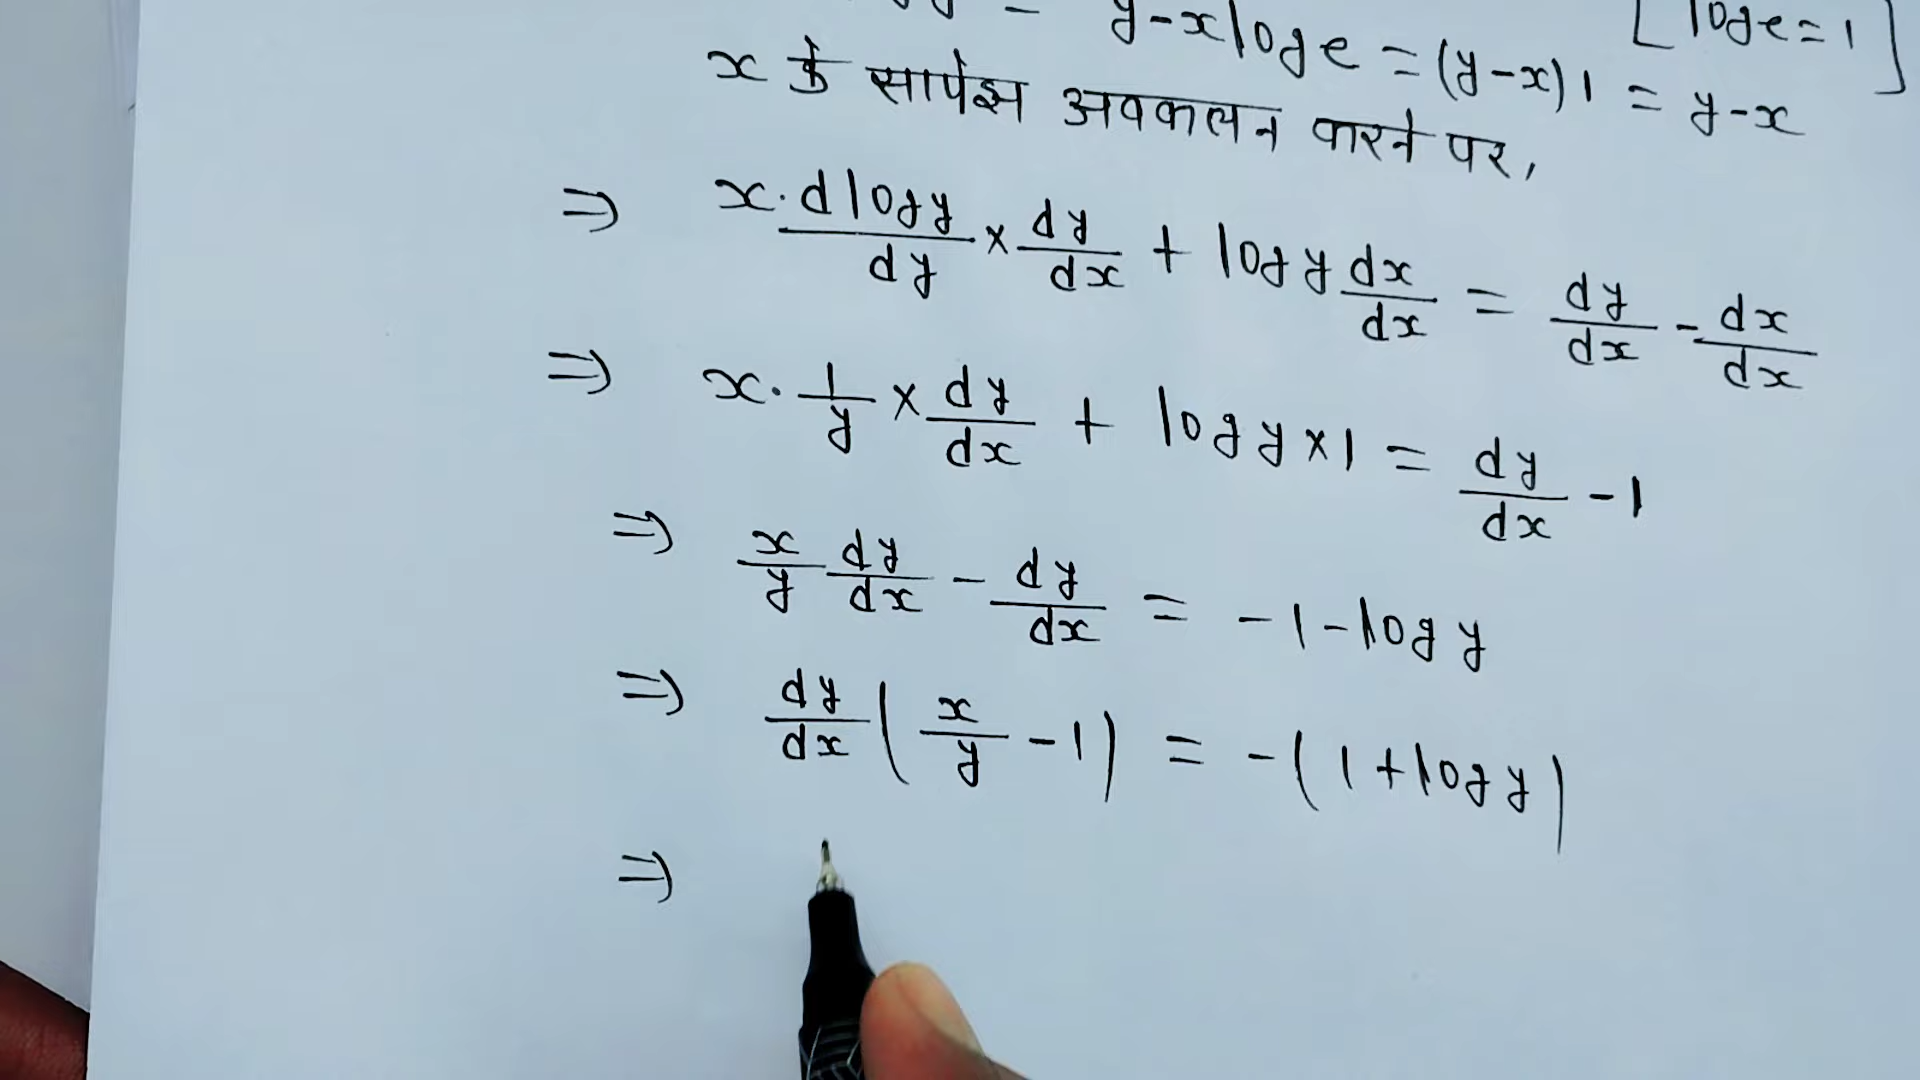 y-x log e = (y-x) 1 = y-x [log e = 1]
x के सापेक्ष अवकलन करने पर,
⇒ x. d log y/dy × dy/dx + log y dx/dx = dy/dx - dx/dx
⇒ x. 1/y × dy/dx + log y × 1 = dy/dx - 1
⇒ x/y dy/dx - dy/dx = -1 - log y
⇒ dy/dx (x/y - 1) = -(1 + log y)
⇒